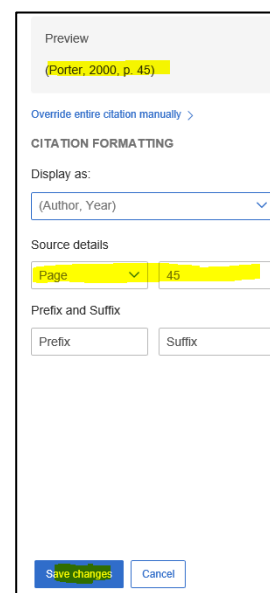 Preview
(Porter, 2000, p. 45)
Override entire citation manually >
CITATION FORMATTING
Display as:
(Author, Year)
Source details
Page 45
Prefix and Suffix
Prefix Suffix
Save changes Cancel